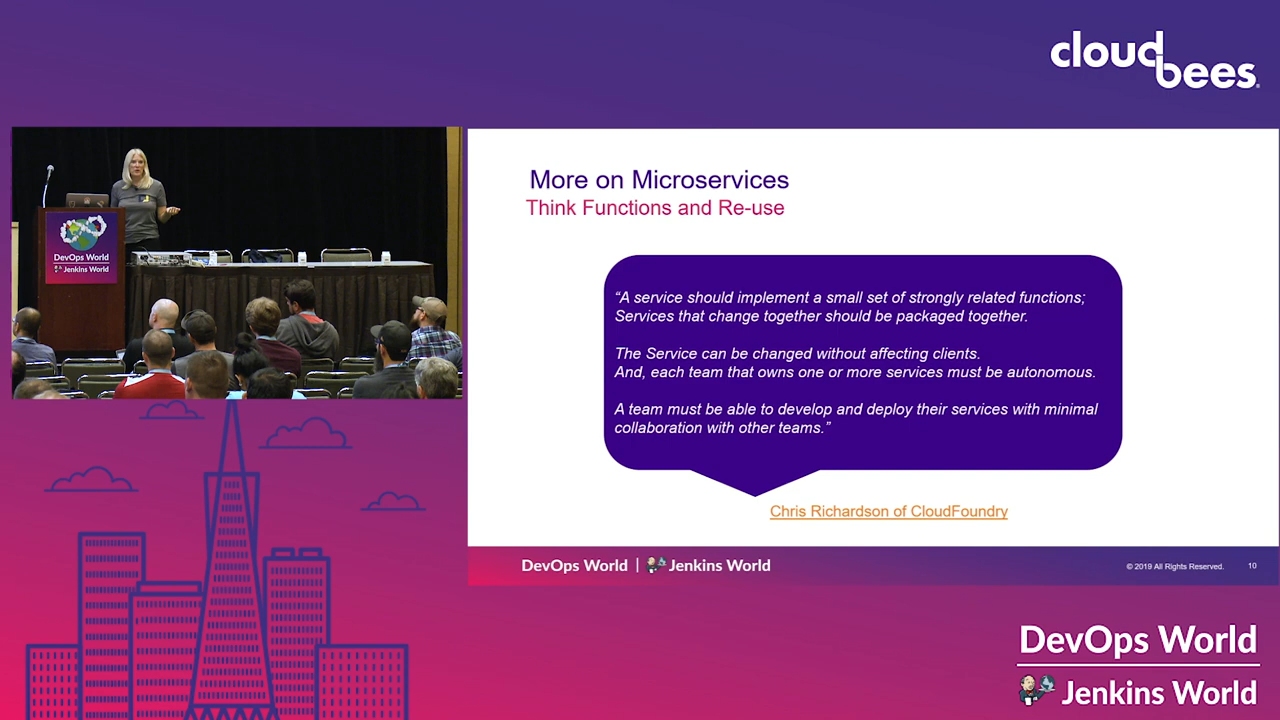 cloudbees
DevOps World
Jenkins World
More on Microservices
Think Functions and Re-use
“A service should implement a small set of strongly related functions;
Services that change together should be packaged together.
The Service can be changed without affecting clients.
And, each team that owns one or more services must be autonomous.
A team must be able to develop and deploy their services with minimal
collaboration with other teams.”
Chris Richardson of CloudFoundry
DevOps World | Jenkins World
© 2019 All Rights Reserved. 10
DevOps World
Jenkins World